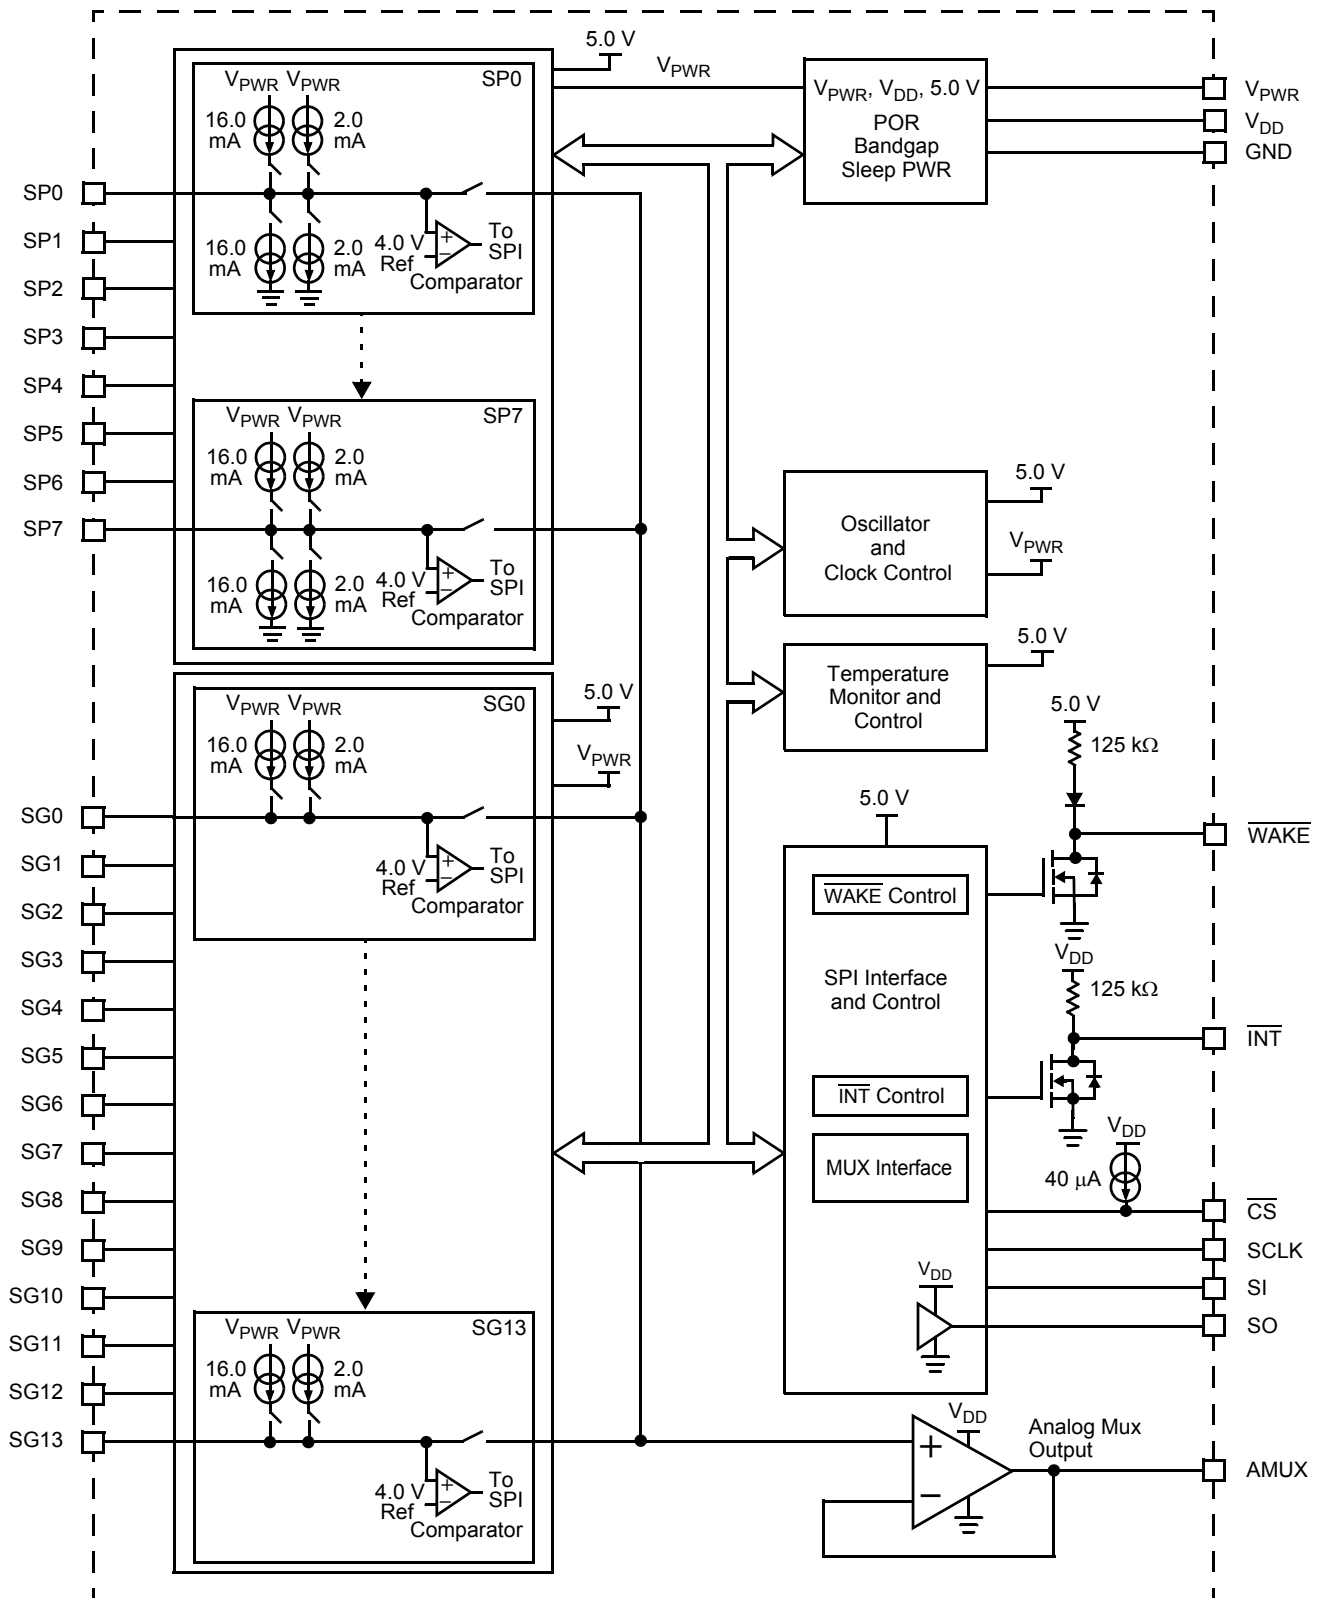 5.0 V
VPWR
VPWR VPWR
SP0
16.0 mA
2.0 mA
16.0 mA
2.0 mA
4.0 V Ref
+
−
To SPI
Comparator
VPWR, VDD, 5.0 V
POR
Bandgap
Sleep PWR
VPWR
VDD
GND
SP0
SP1
SP2
SP3
SP4
SP5
SP6
SP7
VPWR VPWR
SP7
16.0 mA
2.0 mA
16.0 mA
2.0 mA
4.0 V Ref
+
−
To SPI
Comparator
5.0 V
VPWR
Oscillator
and
Clock Control
5.0 V
Temperature
Monitor and
Control
5.0 V
VPWR
VPWR VPWR
SG0
16.0 mA
2.0 mA
4.0 V Ref
+
−
To SPI
Comparator
5.0 V
125 kΩ
WAKE
5.0 V
WAKE Control
SPI Interface
and Control
VDD
125 kΩ
INT
INT Control
MUX Interface
VDD
40 μA
CS
SCLK
SI
SO
VDD
SG0
SG1
SG2
SG3
SG4
SG5
SG6
SG7
SG8
SG9
SG10
SG11
SG12
SG13
VPWR VPWR
SG13
16.0 mA
2.0 mA
4.0 V Ref
+
−
To SPI
Comparator
VDD
+
−
Analog Mux
Output
AMUX